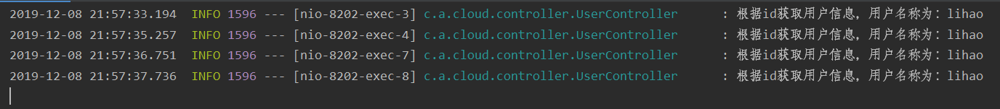 2019-12-08 21:57:33.194  INFO 1596 --- [nio-8202-exec-3] c.a.cloud.controller.UserController      : 根据id获取用户信息，用户名称为：lihao
2019-12-08 21:57:35.257  INFO 1596 --- [nio-8202-exec-4] c.a.cloud.controller.UserController      : 根据id获取用户信息，用户名称为：lihao
2019-12-08 21:57:36.751  INFO 1596 --- [nio-8202-exec-7] c.a.cloud.controller.UserController      : 根据id获取用户信息，用户名称为：lihao
2019-12-08 21:57:37.736  INFO 1596 --- [nio-8202-exec-8] c.a.cloud.controller.UserController      : 根据id获取用户信息，用户名称为：lihao